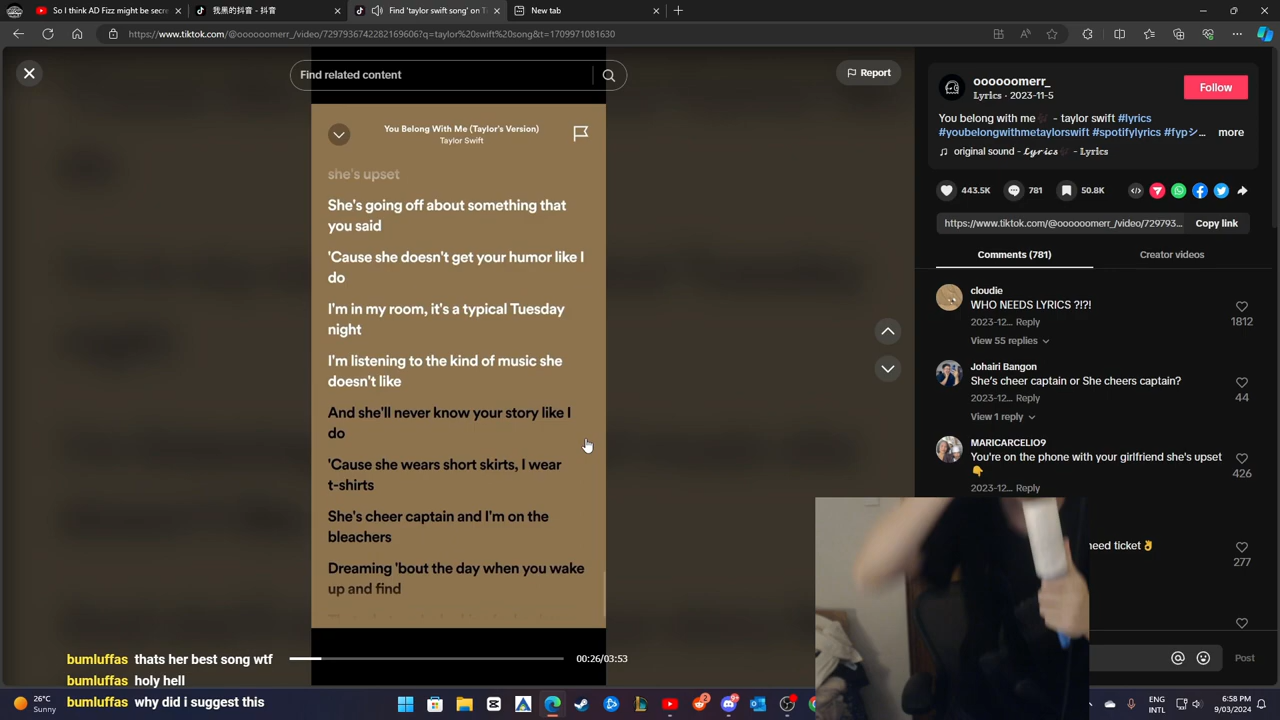 So I think AD Fizz might be secr
我黑的抖音 - 抖音
Find 'taylor swift song' on T
New tab
https://www.tiktok.com/@oooooomerr_/video/7297936742282169606?q=taylor%20swift%20song&t=1709971081630
Find related content
Report
You Belong With Me (Taylor's Version)
Taylor Swift
she's upset
She's going off about something that
you said
'Cause she doesn't get your humor like I
do
I'm in my room, it's a typical Tuesday
night
I'm listening to the kind of music she
doesn't like
And she'll never know your story like I
do
'Cause she wears short skirts, I wear
t-shirts
She's cheer captain and I'm on the
bleachers
Dreaming 'bout the day when you wake
up and find
00:26/03:53
oooooomerr_
Lyrics · 2023-11-5
Follow
You belong with me - taylor swift #lyrics
#youbelongwithmetaylorswift #spotifylyrics #fypシ... more
♫ original sound - Lyrics - Lyrics
443.5K
781
50.8K
https://www.tiktok.com/@oooooomerr_/video/729793...
Copy link
Comments (781)
Creator videos
cloudie
WHO NEEDS LYRICS ?!?!
2023-12... Reply
1812
View 55 replies
Johairi Bangon
She's cheer captain or She cheers captain?
2023-12... Reply
44
View 1 reply
MARICARCELIO9
You're on the phone with your girlfriend she's upset
👇
2023-12... Reply
426
need ticket👌
277
Post
bumluffas thats her best song wtf
bumluffas holy hell
bumluffas why did i suggest this
26°C
Sunny
ENG
INTL
6:58 PM
9/03/2024